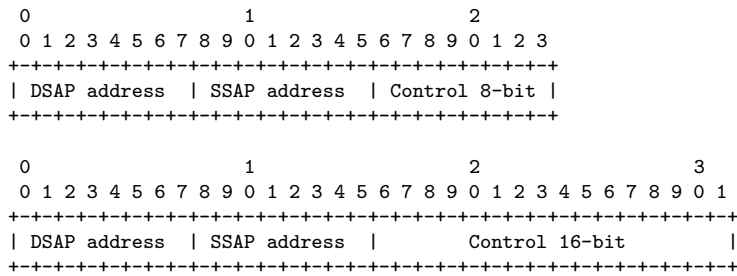 0                   1                   2
 0 1 2 3 4 5 6 7 8 9 0 1 2 3 4 5 6 7 8 9 0 1 2 3
+-+-+-+-+-+-+-+-+-+-+-+-+-+-+-+-+-+-+-+-+-+-+-+-+
| DSAP address  | SSAP address  | Control 8-bit |
+-+-+-+-+-+-+-+-+-+-+-+-+-+-+-+-+-+-+-+-+-+-+-+-+

 0                   1                   2                   3
 0 1 2 3 4 5 6 7 8 9 0 1 2 3 4 5 6 7 8 9 0 1 2 3 4 5 6 7 8 9 0 1
+-+-+-+-+-+-+-+-+-+-+-+-+-+-+-+-+-+-+-+-+-+-+-+-+-+-+-+-+-+-+-+-+
| DSAP address  | SSAP address  |        Control 16-bit         |
+-+-+-+-+-+-+-+-+-+-+-+-+-+-+-+-+-+-+-+-+-+-+-+-+-+-+-+-+-+-+-+-+